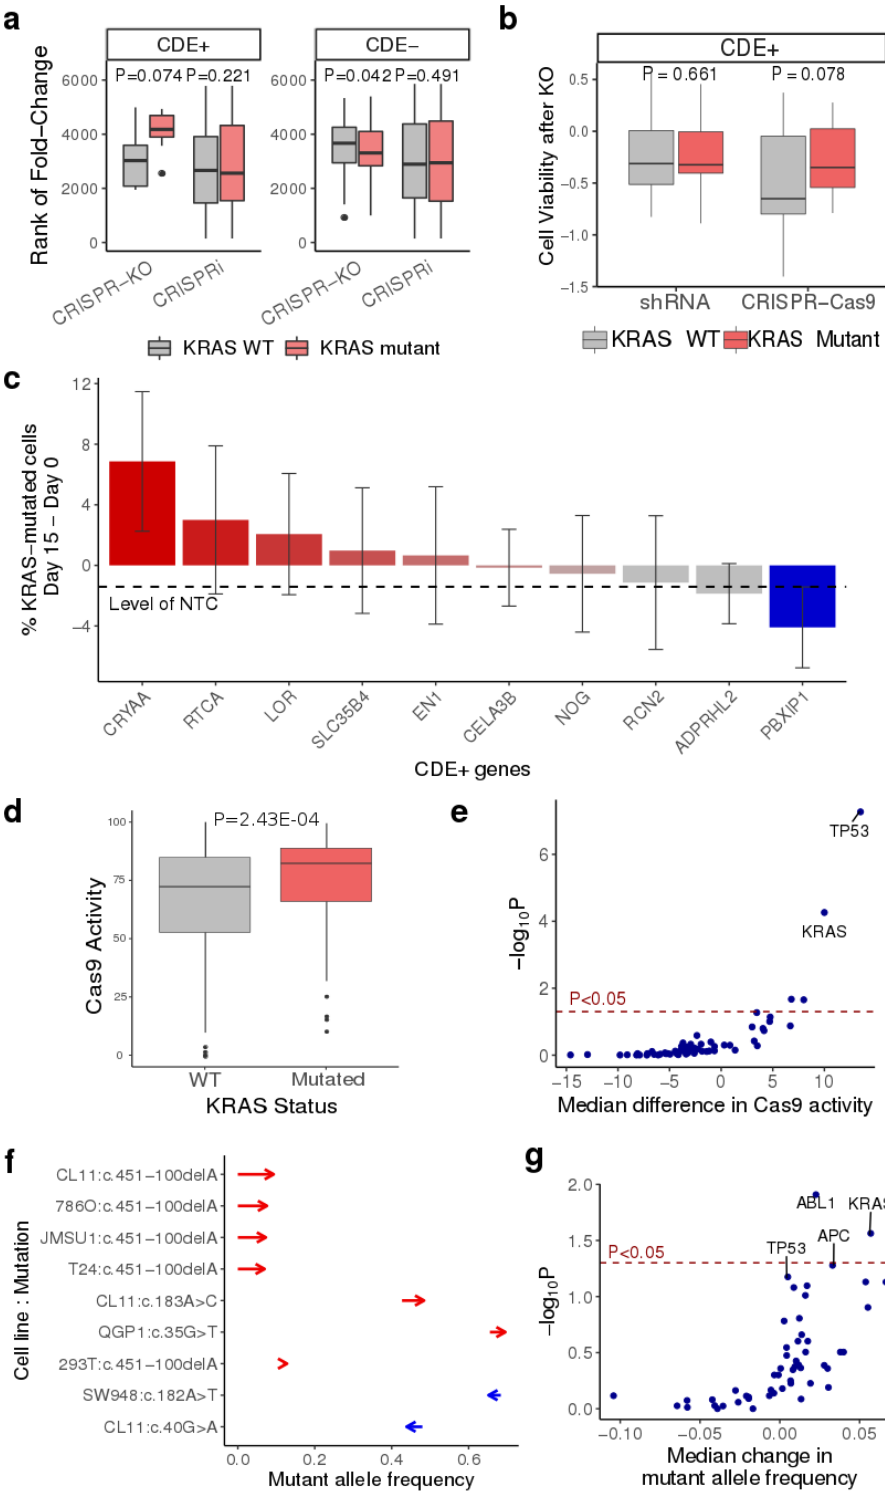 a
CDE+
CDE−
P=0.074 P=0.221
P=0.042 P=0.491
Rank of Fold−Change
6000
4000
2000
0
6000
4000
2000
0
CRISPR−KO
CRISPRi
CRISPR−KO
CRISPRi
KRAS WT
KRAS mutant
b
CDE+
P = 0.661
P = 0.078
Cell Viability after KO
0.5
0.0
−0.5
−1.0
−1.5
shRNA
CRISPR−Cas9
KRAS WT
KRAS Mutant
c
% KRAS−mutated cells
Day 15 − Day 0
12
8
4
0
−4
Level of NTC
CRYAA
RTCA
LOR
SLC35B4
EN1
CELA3B
NOG
RCN2
ADPRHL2
PBXIP1
CDE+ genes
d
P=2.43E-04
Cas9 Activity
100
75
50
25
0
WT
Mutated
KRAS Status
e
TP53
KRAS
P<0.05
−log10P
6
4
2
0
−15
−10
−5
0
5
10
Median difference in Cas9 activity
f
Cell line : Mutation
CL11:c.451−100delA
786O:c.451−100delA
JMSU1:c.451−100delA
T24:c.451−100delA
CL11:c.183A>C
QGP1:c.35G>T
293T:c.451−100delA
SW948:c.182A>T
CL11:c.40G>A
0.0
0.2
0.4
0.6
Mutant allele frequency
g
ABL1
KRAS
TP53
APC
P<0.05
−log10P
2.0
1.5
1.0
0.5
0.0
−0.10
−0.05
0.00
0.05
Median change in
mutant allele frequency